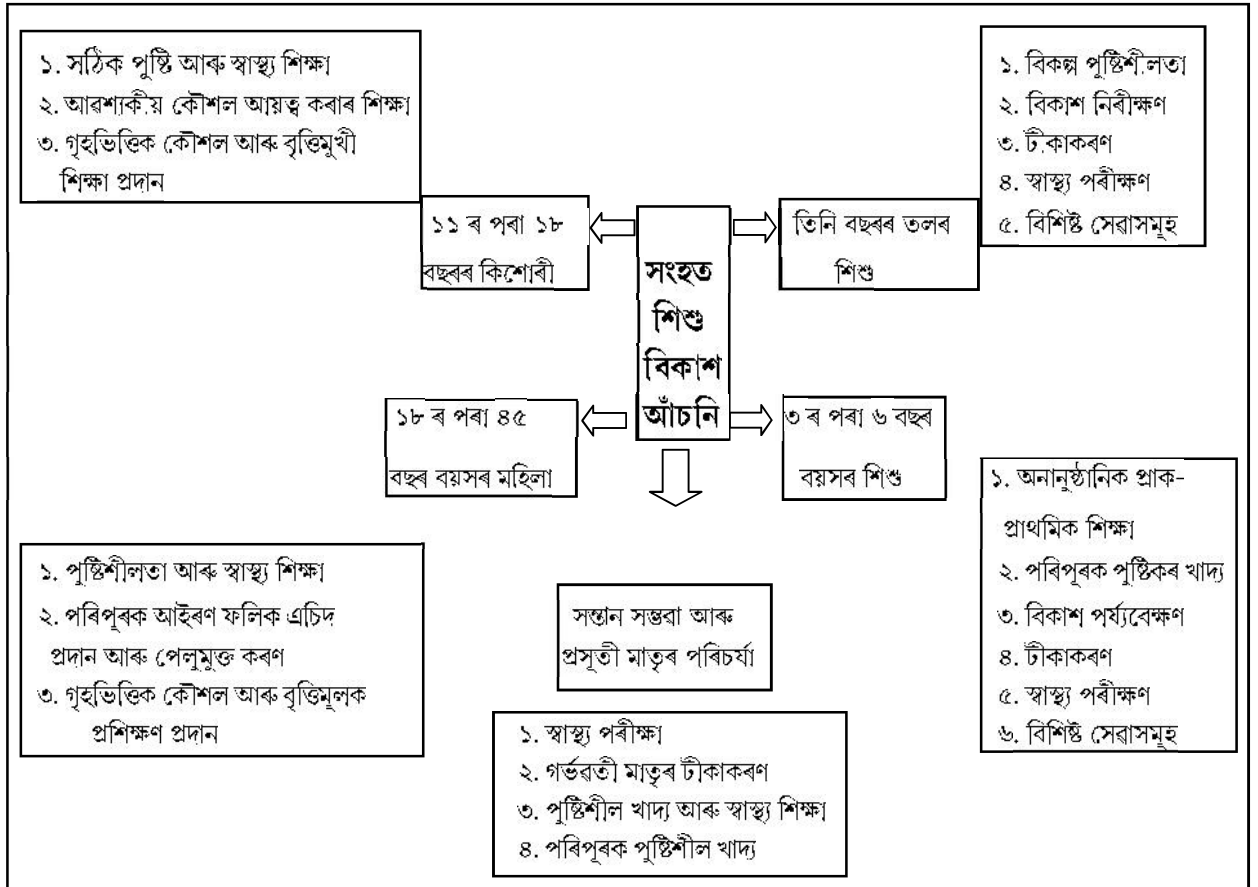 ১. সঠিক পুষ্টি আৰু স্বাস্থ্য শিক্ষা
২. আৱশ্যকীয় কৌশল আয়ত্ব কৰাৰ শিক্ষা
৩. গৃহভিত্তিক কৌশল আৰু বৃত্তিমুখী
শিক্ষা প্ৰদান
১. বিকল্প পুষ্টিশীলতা
২. বিকাশ নিৰীক্ষণ
৩. টীকাকৰণ
৪. স্বাস্থ্য পৰীক্ষণ
৫. বিশিষ্ট সেৱাসমূহ
১১ ৰ পৰা ১৮
বছৰৰ কিশোৰী
সংহত
শিশু
বিকাশ
আঁচনি
তিনি বছৰৰ তলৰ
শিশু
১৮ ৰ পৰা ৪৫
বছৰ বয়সৰ মহিলা
৩ ৰ পৰা ৬ বছৰ
বয়সৰ শিশু
১. পুষ্টিশীলতা আৰু স্বাস্থ্য শিক্ষা
২. পৰিপূৰক আইৰণ ফলিক এচিদ
প্ৰদান আৰু পেলুমুক্ত কৰণ
৩. গৃহভিত্তিক কৌশল আৰু বৃত্তিমূলক
প্ৰশিক্ষণ প্ৰদান
সন্তান সম্ভৱা আৰু
প্ৰসূতী মাতৃৰ পৰিচৰ্যা
১. স্বাস্থ্য পৰীক্ষা
২. গৰ্ভৱতী মাতৃৰ টীকাকৰণ
৩. পুষ্টিশীল খাদ্য আৰু স্বাস্থ্য শিক্ষা
৪. পৰিপূৰক পুষ্টিশীল খাদ্য
১. অনানুষ্ঠানিক প্ৰাক-
প্ৰাথমিক শিক্ষা
২. পৰিপূৰক পুষ্টিকৰ খাদ্য
৩. বিকাশ পৰ্য্যবেক্ষণ
৪. টীকাকৰণ
৫. স্বাস্থ্য পৰীক্ষণ
৬. বিশিষ্ট সেৱাসমূহ